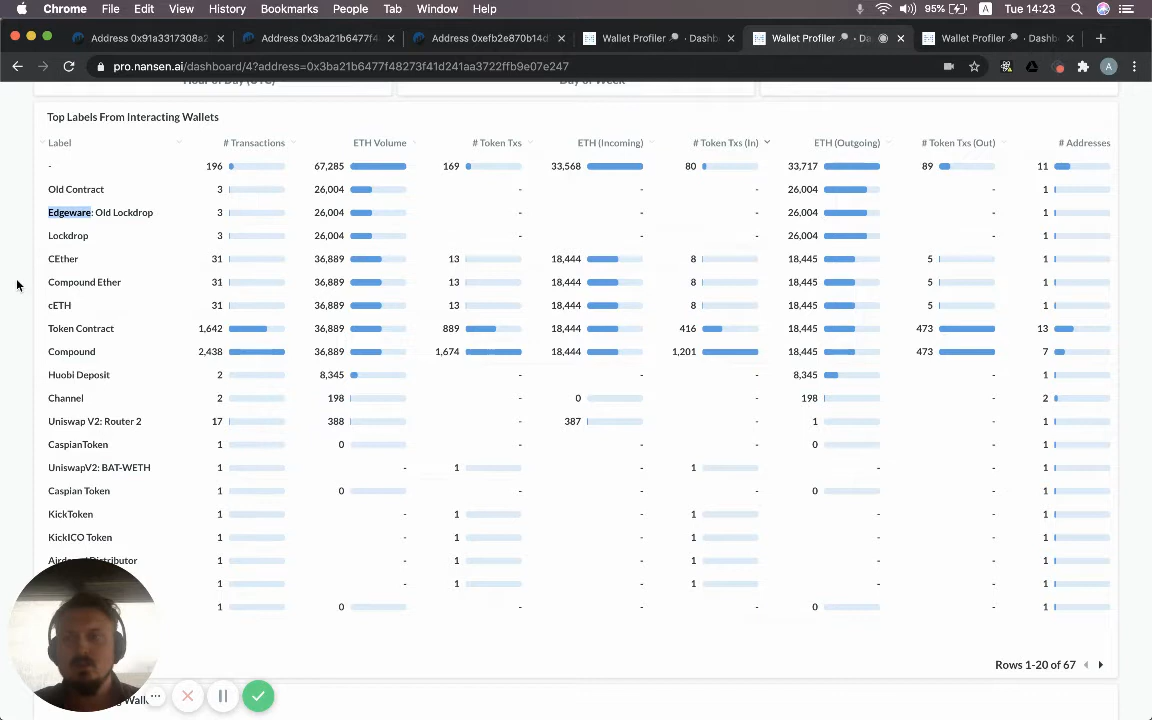 Chrome File Edit View History Bookmarks People Tab Window Help 95% A Tue 14:23
Address 0x91a3317308a2 × Address 0x3ba21b6477f4 × Address 0xefb2e870b14d × Wallet Profiler · Dashb × Wallet Profiler · Da × Wallet Profiler · Dashb × +
pro.nansen.ai/dashboard/4?address=0x3ba21b6477f48273f41d241aa3722ffb9e07e247 A
Hour of Day (UTC) Day of Week
Top Labels From Interacting Wallets
Label # Transactions ETH Volume # Token Txs ETH (Incoming) # Token Txs (In) ETH (Outgoing) # Token Txs (Out) # Addresses
- 196 67,285 169 33,568 80 33,717 89 11
Old Contract 3 26,004 - - - 26,004 - 1
Edgeware: Old Lockdrop 3 26,004 - - - 26,004 - 1
Lockdrop 3 26,004 - - - 26,004 - 1
CEther 31 36,889 13 18,444 8 18,445 5 1
Compound Ether 31 36,889 13 18,444 8 18,445 5 1
cETH 31 36,889 13 18,444 8 18,445 5 1
Token Contract 1,642 36,889 889 18,444 416 18,445 473 13
Compound 2,438 36,889 1,674 18,444 1,201 18,445 473 7
Huobi Deposit 2 8,345 - - - 8,345 - 1
Channel 2 198 - 0 - 198 - 2
Uniswap V2: Router 2 17 388 - 387 - 1 - 1
CaspianToken 1 0 - - - 0 - 1
UniswapV2: BAT-WETH 1 - 1 - 1 - - 1
Caspian Token 1 0 - - - 0 - 1
KickToken 1 - 1 - 1 - - 1
KickICO Token 1 - 1 - 1 - - 1
Airdrop Distributor 1 - 1 - 1 - - 1
1 - 1 - 1 - - 1
1 0 - - - 0 - 1
Rows 1-20 of 67